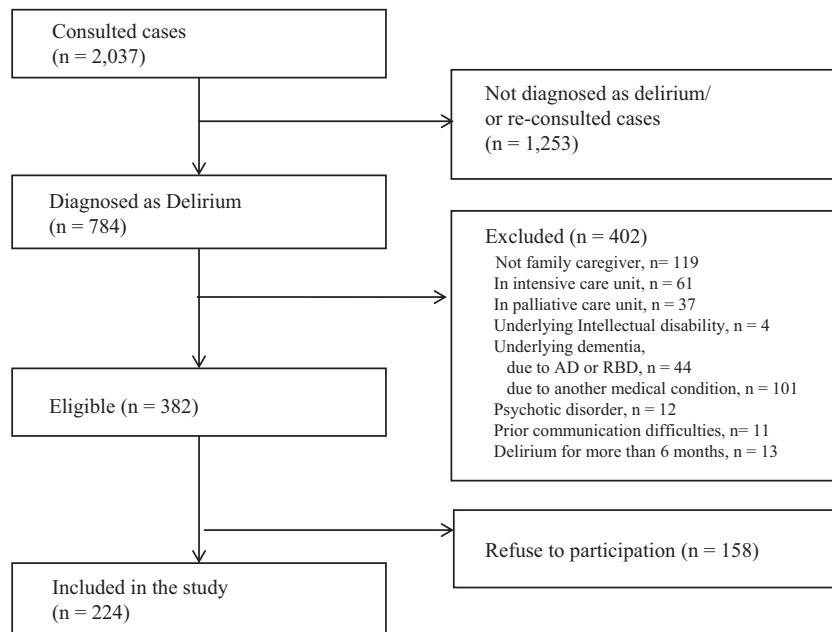 Consulted cases
(n = 2,037)
Not diagnosed as delirium/
or re-consulted cases
(n = 1,253)
Diagnosed as Delirium
(n = 784)
Excluded (n = 402)
Not family caregiver, n= 119
In intensive care unit, n = 61
In palliative care unit, n = 37
Underlying Intellectual disability, n = 4
Underlying dementia,
due to AD or RBD, n = 44
due to another medical condition, n = 101
Psychotic disorder, n = 12
Prior communication difficulties, n= 11
Delirium for more than 6 months, n = 13
Eligible (n = 382)
Refuse to participation (n = 158)
Included in the study
(n = 224)